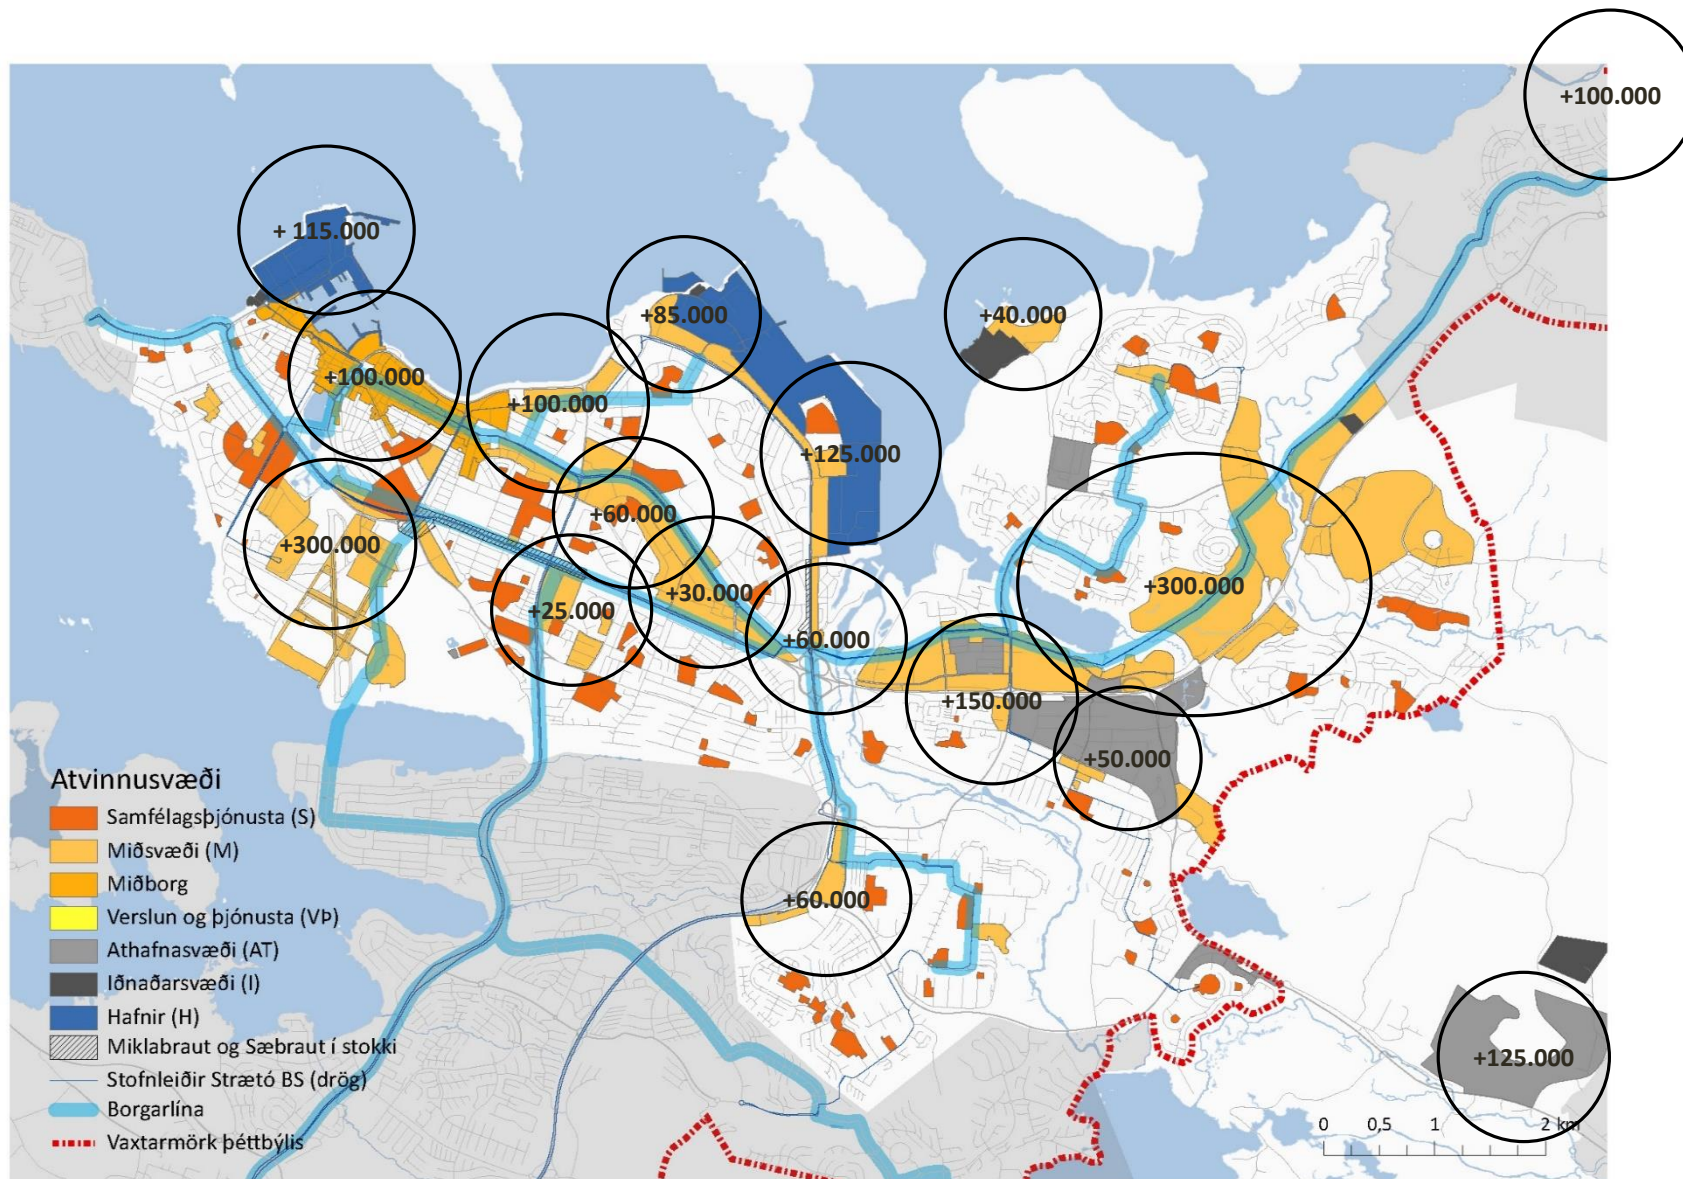 +100.000
+ 115.000
+85.000
+40.000
+100.000
+100.000
+125.000
+60.000
+300.000
+30.000
+25.000
+300.000
+60.000
+150.000
+50.000
+60.000
+125.000
Atvinnusvæði
Samfélagsþjónusta (S)
Miðsvæði (M)
Miðborg
Verslun og þjónusta (VÞ)
Athafnasvæði (AT)
Iðnaðarsvæði (I)
Hafnir (H)
Miklabraut og Sæbraut í stokki
Stofnleiðir Strætó BS (drög)
Borgarlína
Vaxtarmörk þéttbýlis
0 0,5 1 2 km